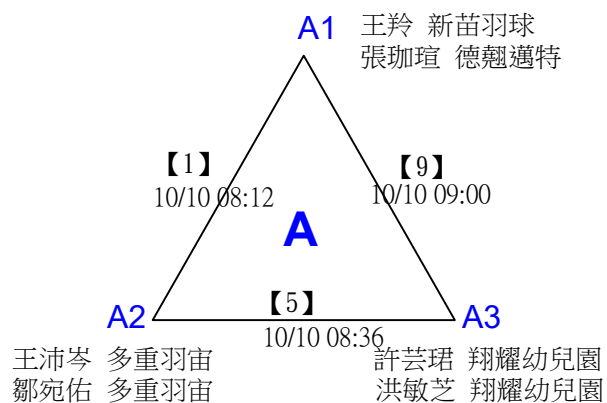 A1 王羚 新苗羽球
張珈瑄 德翹邁特
【1】 【9】
10/10 08:12 10/10 09:00
A
【5】
A2 A3
10/10 08:36
王沛岑 多重羽宙 許芸珺 翔耀幼兒園
鄒宛佑 多重羽宙 洪敏芝 翔耀幼兒園